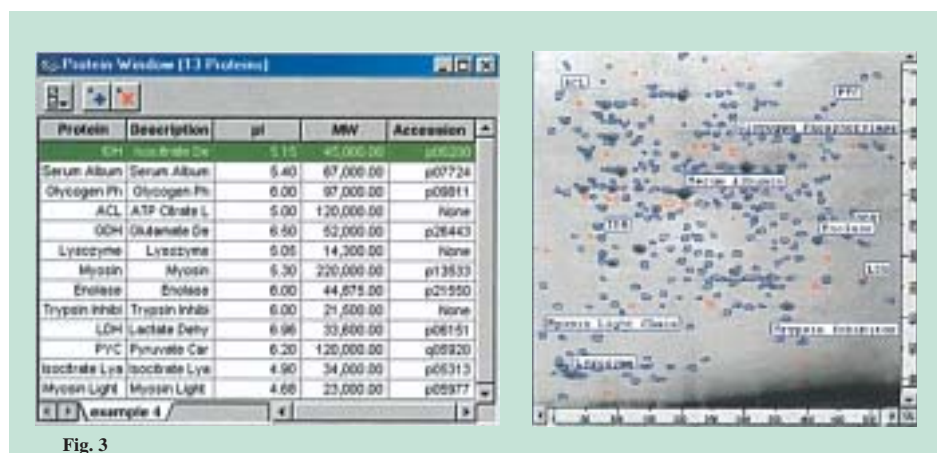 Protein Window (13 Proteins)
Protein Description pI MW Accession
IDH Isocitrate De 5.15 45,000.00
Serum Album Serum Album 5.40 67,000.00 p07724
Glycogen Ph Glycogen Ph 6.00 97,000.00 p09811
ACL ATP Citrate L 5.00 120,000.00 None
GDH Glutamate De 6.50 52,000.00 p26443
Lysozyme Lysozyme 5.05 14,300.00 None
Myosin Myosin 5.30 220,000.00 p13533
Enolase Enolase 6.00 44,675.00 p21550
Trypsin Inhibi Trypsin Inhibi 6.00 21,500.00 None
LDH Lactate Dehy 6.96 33,600.00 p06151
PYC Pyruvate Car 6.20 120,000.00 q05920
Isocitrate Lya Isocitrate Lya 4.90 34,000.00 p05313
Myosin Light Myosin Light 4.68 23,000.00 p05977
example 4
ACL
PYC
Glycogen Phosphorylase
Serum Albumin
IDH
Enolase
LDH
Myosin Light Chain
Trypsin Inhibitor
Lysozyme
Fig. 3